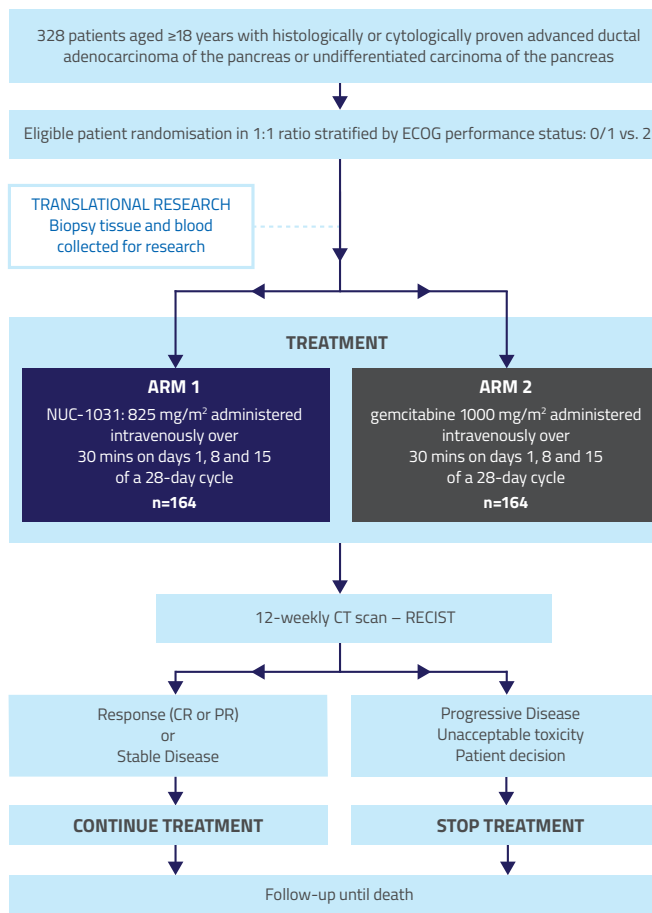 328 patients aged ≥18 years with histologically or cytologically proven advanced ductal
adenocarcinoma of the pancreas or undifferentiated carcinoma of the pancreas
Eligible patient randomisation in 1:1 ratio stratified by ECOG performance status: 0/1 vs. 2
TRANSLATIONAL RESEARCH
Biopsy tissue and blood
collected for research
TREATMENT
ARM 1
NUC-1031: 825 mg/m² administered
intravenously over
30 mins on days 1, 8 and 15
of a 28-day cycle
n=164
ARM 2
gemcitabine 1000 mg/m² administered
intravenously over
30 mins on days 1, 8 and 15
of a 28-day cycle
n=164
12-weekly CT scan – RECIST
Response (CR or PR)
or
Stable Disease
Progressive Disease
Unacceptable toxicity
Patient decision
CONTINUE TREATMENT
STOP TREATMENT
Follow-up until death